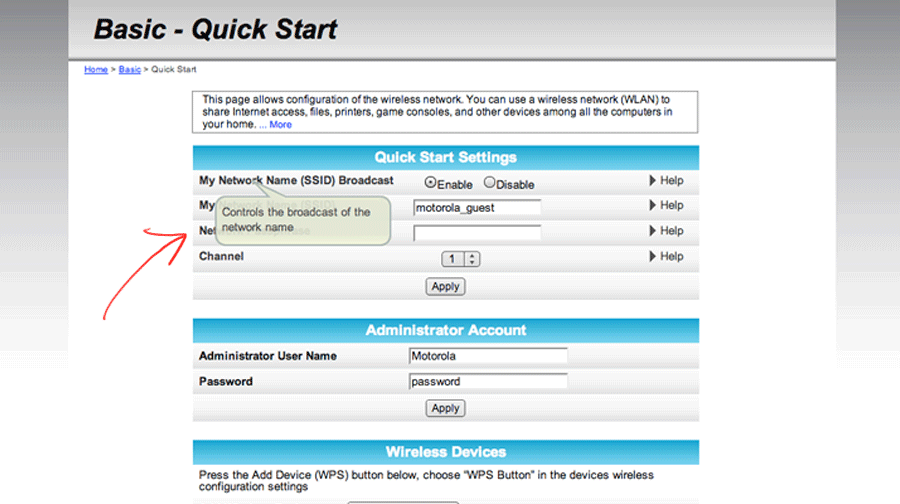 Basic - Quick Start
Home > Basic > Quick Start
This page allows configuration of the wireless network. You can use a wireless network (WLAN) to
share Internet access, files, printers, game consoles, and other devices among all the computers in
your home. ... More
Quick Start Settings
My Network Name (SSID) Broadcast Enable Disable Help
My Network Name (SSID) motorola_guest Help
Controls the broadcast of the
network name
Help
Channel 1 Help
Apply
Administrator Account
Administrator User Name Motorola
Password password
Apply
Wireless Devices
Press the Add Device (WPS) button below, choose "WPS Button" in the devices wireless
configuration settings